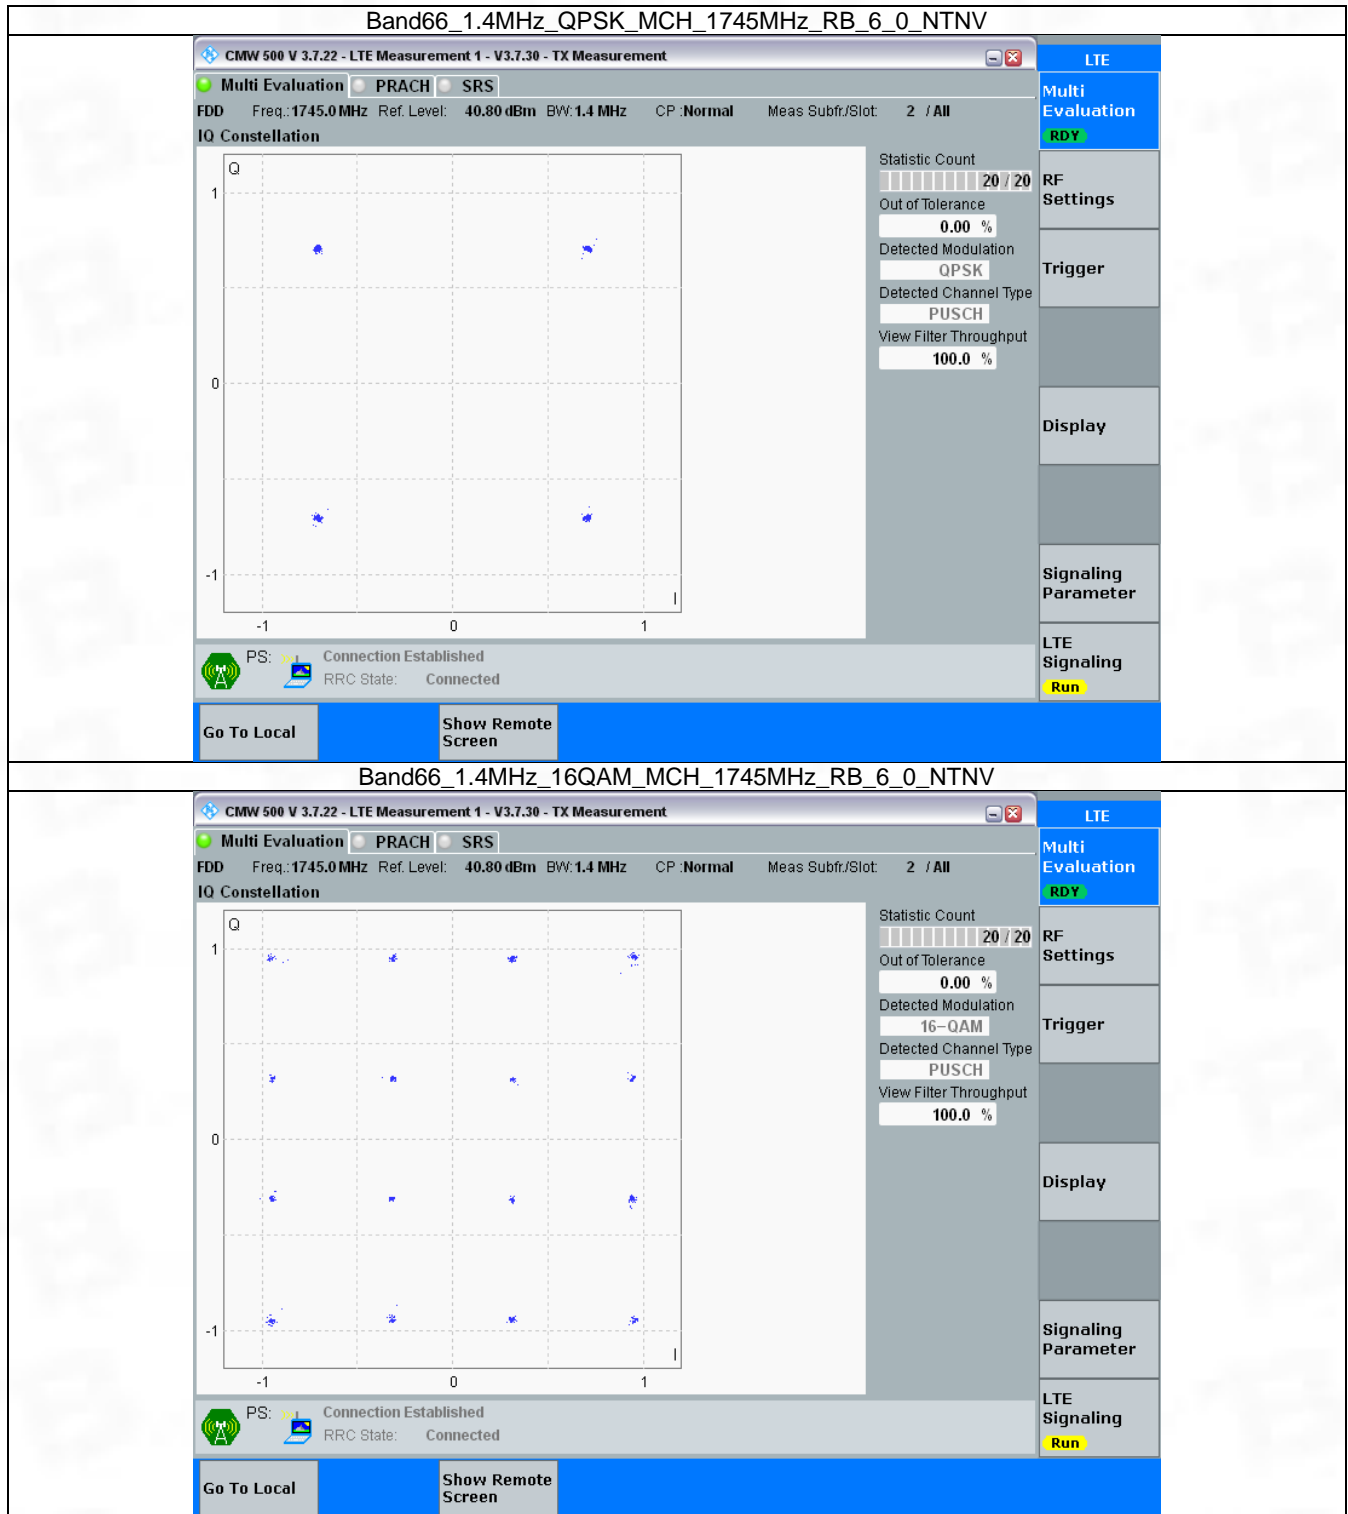 Band66_1.4MHz_QPSK_MCH_1745MHz_RB_6_0_NTNV
CMW 500 V 3.7.22 - LTE Measurement 1 - V3.7.30 - TX Measurement
LTE
Multi Evaluation PRACH SRS
Multi
Evaluation
RDY
FDD Freq.:1745.0 MHz Ref. Level: 40.80 dBm BW:1.4 MHz CP :Normal Meas Subfr./Slot: 2 / All
IQ Constellation
Q
1
0
-1
-1 0 1
I
Statistic Count
20 / 20
Out of Tolerance
0.00 %
Detected Modulation
QPSK
Detected Channel Type
PUSCH
View Filter Throughput
100.0 %
RF
Settings
Trigger
Display
Signaling
Parameter
LTE
Signaling
Run
PS: Connection Established
RRC State: Connected
Go To Local
Show Remote
Screen
Band66_1.4MHz_16QAM_MCH_1745MHz_RB_6_0_NTNV
CMW 500 V 3.7.22 - LTE Measurement 1 - V3.7.30 - TX Measurement
LTE
Multi Evaluation PRACH SRS
Multi
Evaluation
RDY
FDD Freq.:1745.0 MHz Ref. Level: 40.80 dBm BW:1.4 MHz CP :Normal Meas Subfr./Slot: 2 / All
IQ Constellation
Q
1
0
-1
-1 0 1
I
Statistic Count
20 / 20
Out of Tolerance
0.00 %
Detected Modulation
16-QAM
Detected Channel Type
PUSCH
View Filter Throughput
100.0 %
RF
Settings
Trigger
Display
Signaling
Parameter
LTE
Signaling
Run
PS: Connection Established
RRC State: Connected
Go To Local
Show Remote
Screen